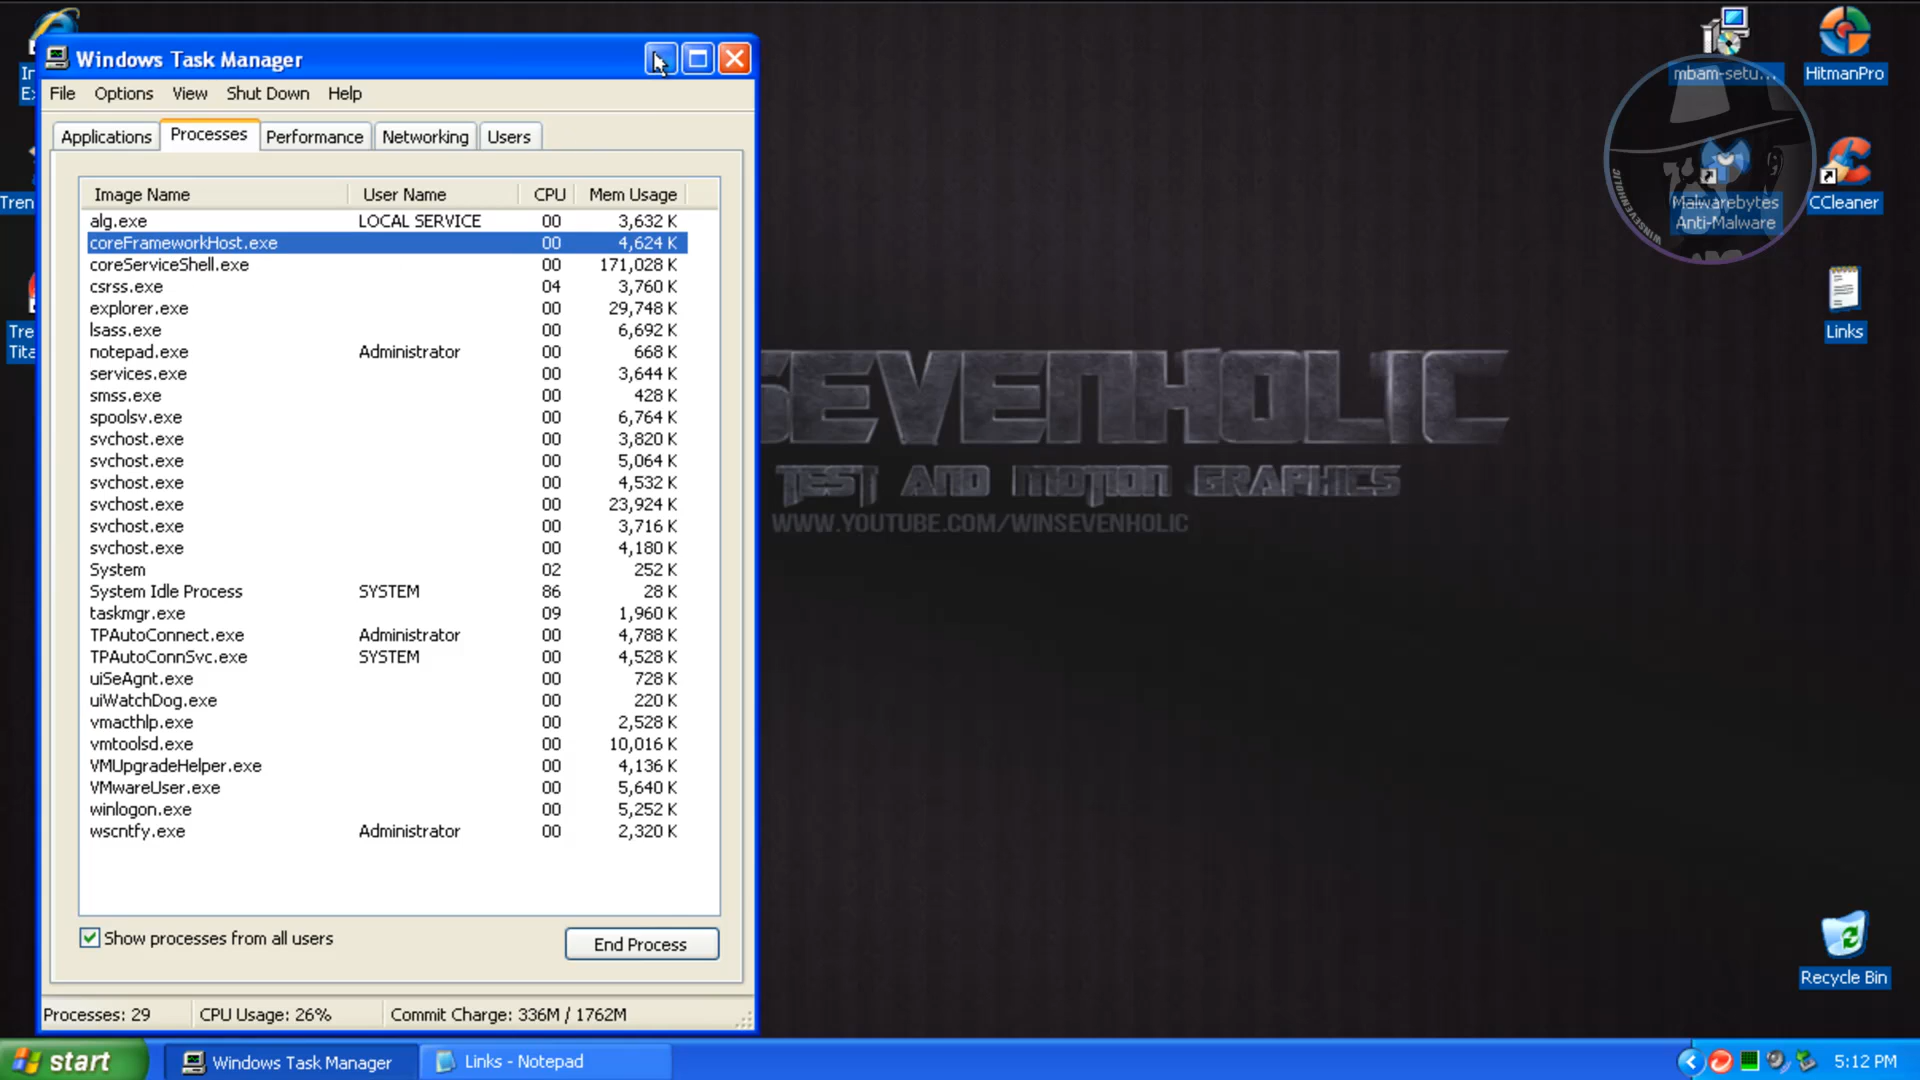 Windows Task Manager
File Options View Shut Down Help
Applications Processes Performance Networking Users
Image Name User Name CPU Mem Usage
alg.exe LOCAL SERVICE 00 3,632 K
coreFrameworkHost.exe 00 4,624 K
coreServiceShell.exe 00 171,028 K
csrss.exe 04 3,760 K
explorer.exe 00 29,748 K
lsass.exe 00 6,692 K
notepad.exe Administrator 00 668 K
services.exe 00 3,644 K
smss.exe 00 428 K
spoolsv.exe 00 6,764 K
svchost.exe 00 3,820 K
svchost.exe 00 5,064 K
svchost.exe 00 4,532 K
svchost.exe 00 23,924 K
svchost.exe 00 3,716 K
svchost.exe 00 4,180 K
System 02 252 K
System Idle Process SYSTEM 86 28 K
taskmgr.exe 09 1,960 K
TPAutoConnect.exe Administrator 00 4,788 K
TPAutoConnSvc.exe SYSTEM 00 4,528 K
uiSeAgnt.exe 00 728 K
uiWatchDog.exe 00 220 K
vmacthlp.exe 00 2,528 K
vmtoolsd.exe 00 10,016 K
VMUpgradeHelper.exe 00 4,136 K
VMwareUser.exe 00 5,640 K
winlogon.exe 00 5,252 K
wscntfy.exe Administrator 00 2,320 K
Show processes from all users
End Process
Processes: 29 CPU Usage: 26% Commit Charge: 336M / 1762M
In
Ex
Tren
Tre
Tita
SEVENHOLIC
TEST AND MOTION GRAPHICS
WWW.YOUTUBE.COM/WINSEVENHOLIC
mbam-setu...
HitmanPro
WINSEVENHOLIC
Malwarebytes
Anti-Malware
CCleaner
Links
Recycle Bin
start
Windows Task Manager
Links - Notepad
5:12 PM